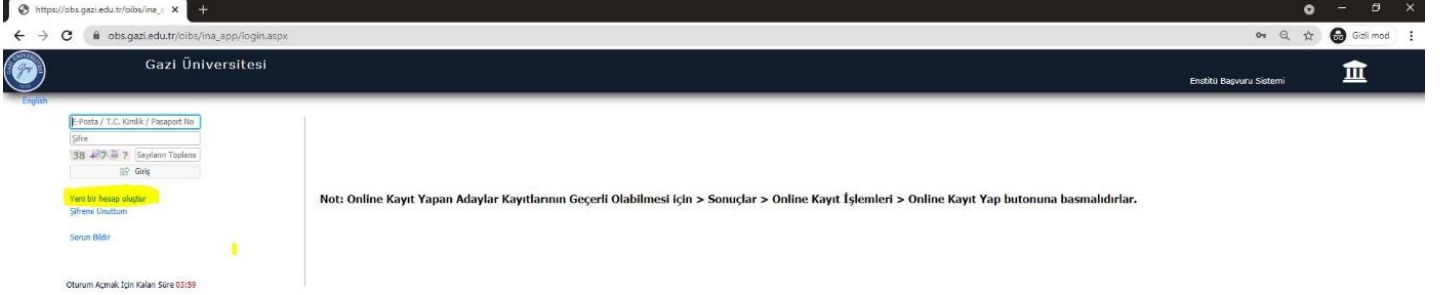 https://obs.gazi.edu.tr/oibs/ina_
obs.gazi.edu.tr/oibs/ina_app/login.aspx
Gizli mod
Gazi Üniversitesi
Enstitü Başvuru Sistemi
English
E-Posta / T.C. Kimlik / Pasaport No
Şifre
38 + 7 = ? Sayıların Toplamı
Giriş
Yeni bir hesap oluştur
Şifremi Unuttum
Not: Online Kayıt Yapan Adaylar Kayıtlarının Geçerli Olabilmesi için > Sonuçlar > Online Kayıt İşlemleri > Online Kayıt Yap butonuna basmalıdırlar.
Sorun Bildir
Oturum Açmak İçin Kalan Süre 03:59